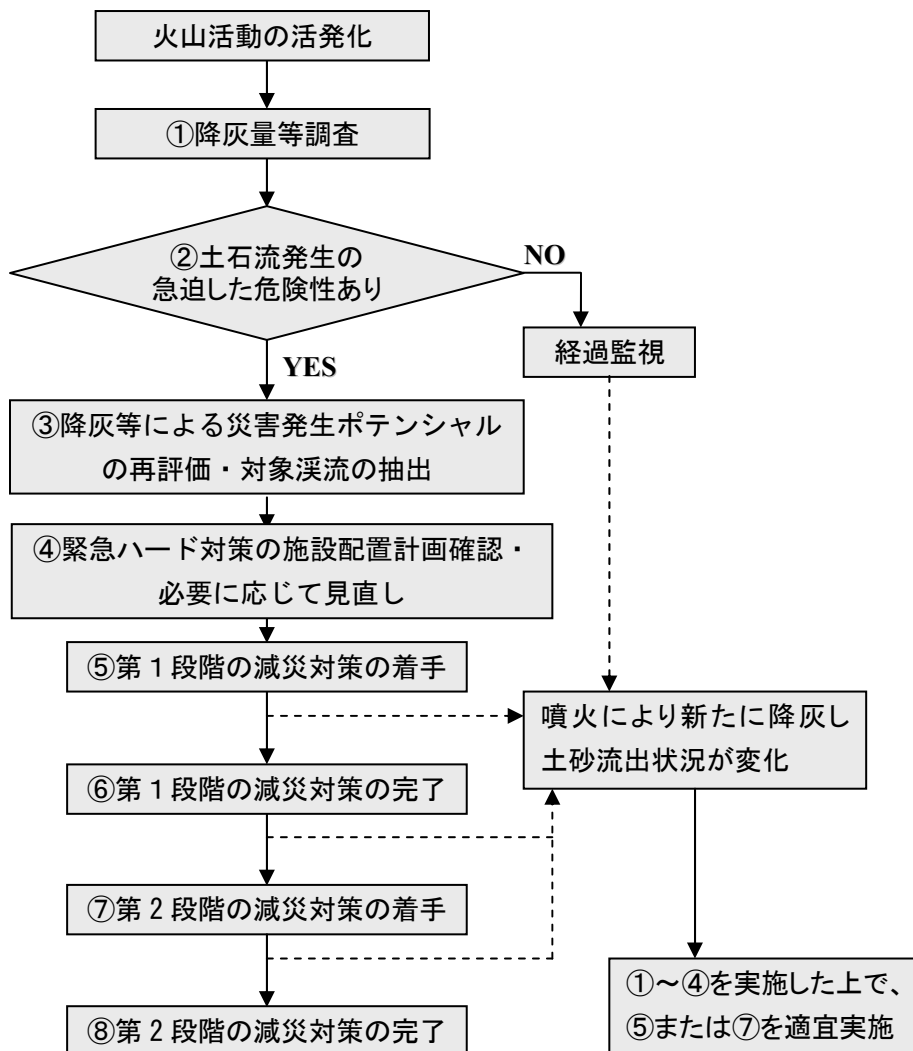 火山活動の活発化
①降灰量等調査
②土石流発生の
急迫した危険性あり
NO
経過監視
YES
③降灰等による災害発生ポテンシャル
の再評価・対象渓流の抽出
④緊急ハード対策の施設配置計画確認・
必要に応じて見直し
⑤第1段階の減災対策の着手
噴火により新たに降灰し
土砂流出状況が変化
⑥第1段階の減災対策の完了
⑦第2段階の減災対策の着手
①～④を実施した上で、
⑤または⑦を適宜実施
⑧第2段階の減災対策の完了